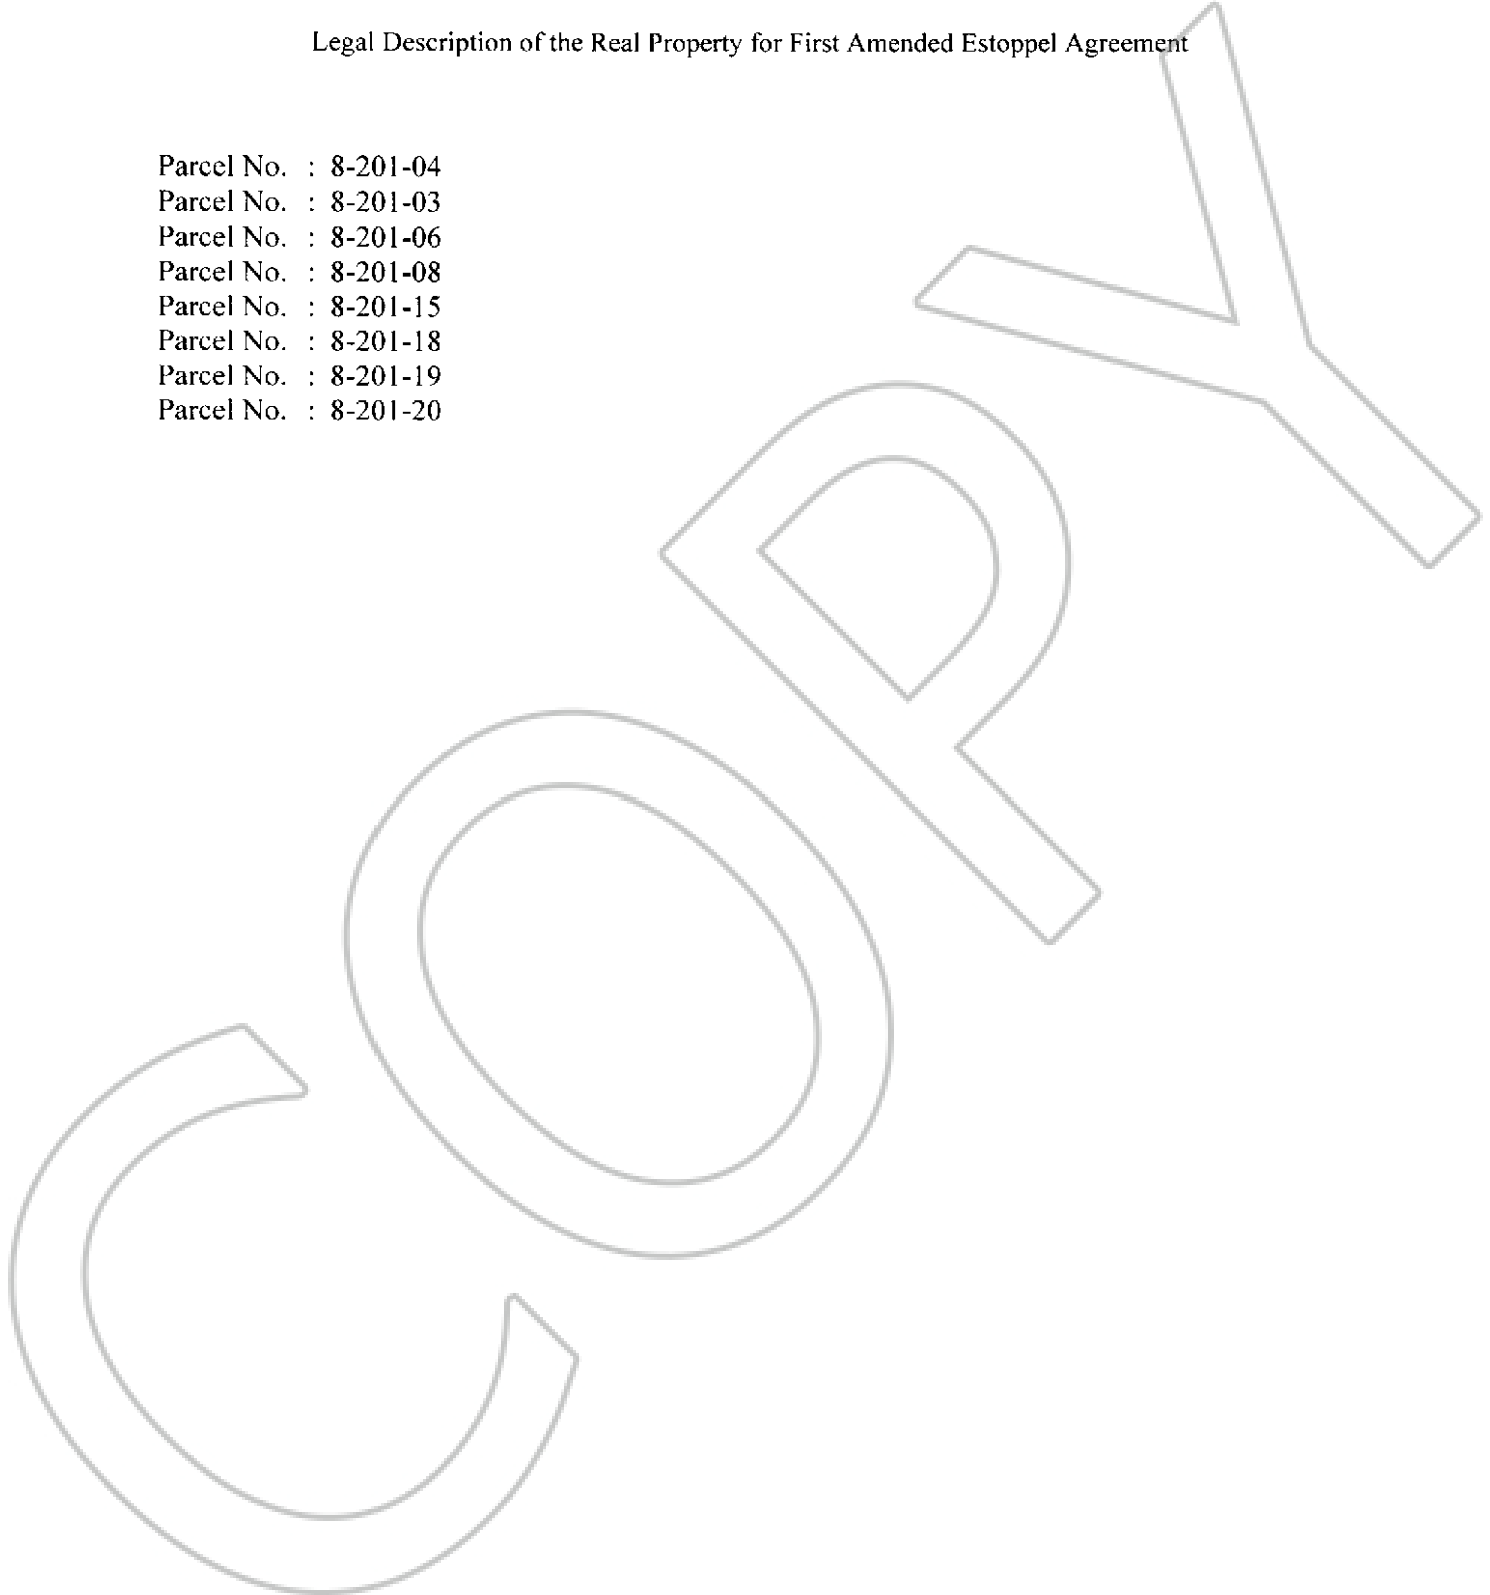 Legal Description of the Real Property for First Amended Estoppel Agreement
Parcel No. : 8-201-04
Parcel No. : 8-201-03
Parcel No. : 8-201-06
Parcel No. : 8-201-08
Parcel No. : 8-201-15
Parcel No. : 8-201-18
Parcel No. : 8-201-19
Parcel No. : 8-201-20
COPY